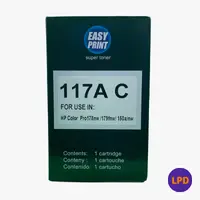 EASY
PRINT
super toner
117A C
FOR USE IN:
HP Color Pro178nw /179fnw/ 150a/nw
Contents: 1 cartridge
Conteny : 1 cartouche
Contenido: 1 cartucho
LPD